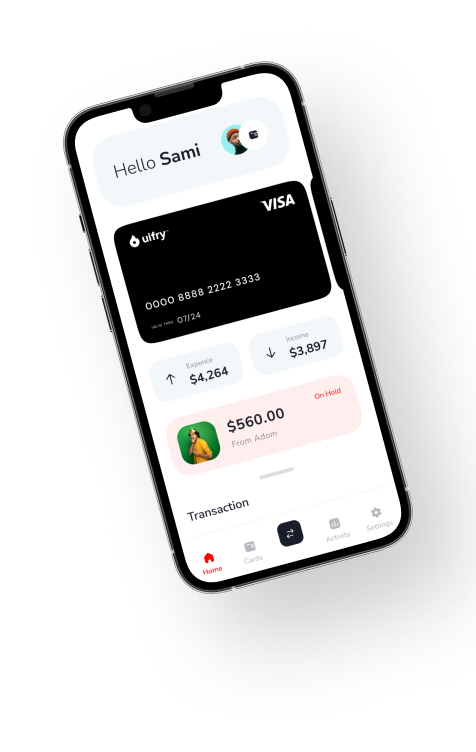 Hello Sami
uifry
VISA
0000 8888 2222 3333
VALID THRU 07/24
Expence
$4,264
Income
$3,897
On Hold
$560.00
From Adom
Transaction
Home
Cards
Activity
Settings